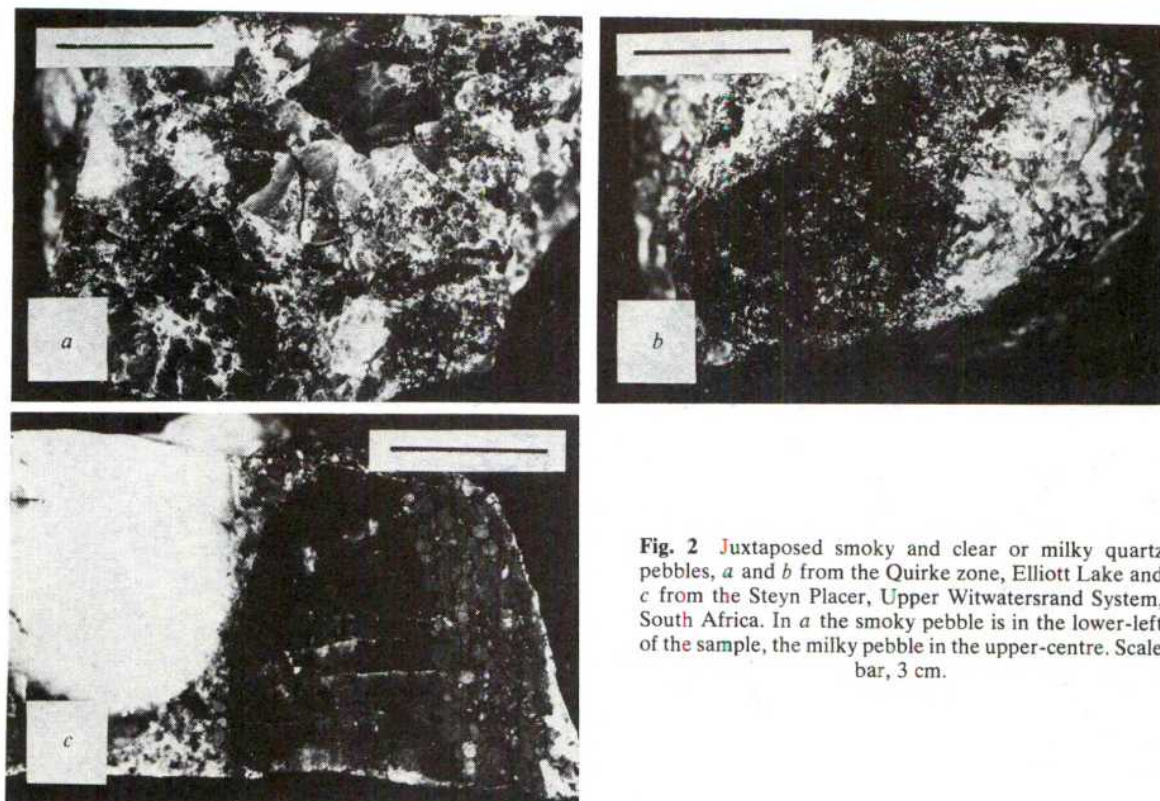 a
b
c
Fig. 2 Juxtaposed smoky and clear or milky quartz
pebbles, a and b from the Quirke zone, Elliott Lake and
c from the Steyn Placer, Upper Witwatersrand System,
South Africa. In a the smoky pebble is in the lower-left
of the sample, the milky pebble in the upper-centre. Scale
bar, 3 cm.